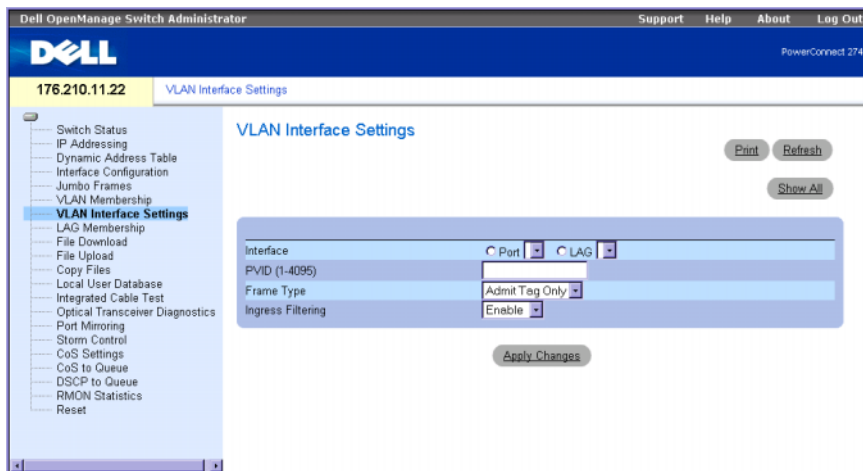 Dell OpenManage Switch Administrator Support Help About Log Out
DELL
PowerConnect 274
176.210.11.22 VLAN Interface Settings
Switch Status
IP Addressing
Dynamic Address Table
Interface Configuration
Jumbo Frames
VLAN Membership
VLAN Interface Settings
LAG Membership
File Download
File Upload
Copy Files
Local User Database
Integrated Cable Test
Optical Transceiver Diagnostics
Port Mirroring
Storm Control
CoS Settings
CoS to Queue
DSCP to Queue
RMON Statistics
Reset
VLAN Interface Settings
Print Refresh
Show All
Interface Port LAG
PVID (1-4095)
Frame Type Admit Tag Only
Ingress Filtering Enable
Apply Changes